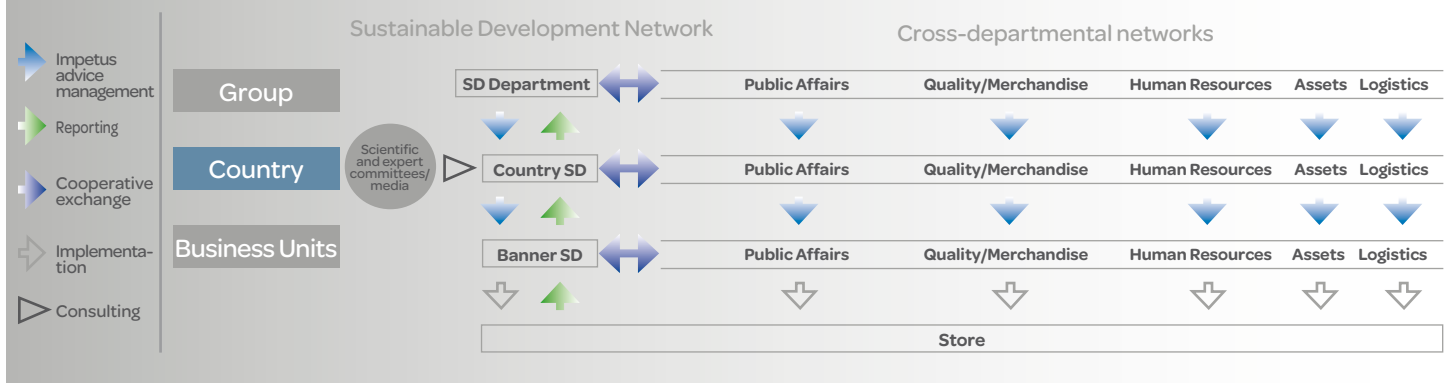 Sustainable Development Network
Cross-departmental networks
Impetus
advice
management
Reporting
Cooperative
exchange
Implementa-
tion
Consulting
Group
Country
Business Units
Scientific
and expert
committees/
media
SD Department
Public Affairs Quality/Merchandise Human Resources Assets Logistics
Country SD
Public Affairs Quality/Merchandise Human Resources Assets Logistics
Banner SD
Public Affairs Quality/Merchandise Human Resources Assets Logistics
Store